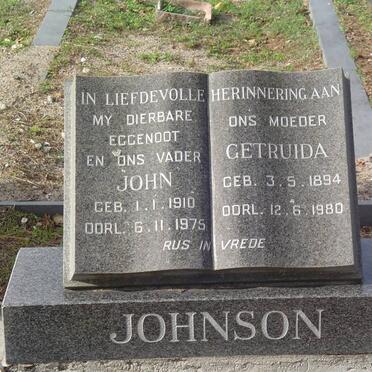 IN LIEFDEVOLLE HERINNERING AAN
MY DIERBARE
EGGENOOT
EN ONS VADER
JOHN
GEB. 1.1.1910
OORL. 6.11.1975
ONS MOEDER
GETRUIDA
GEB. 3.5.1894
OORL. 12.6.1980
RUS IN VREDE
JOHNSON